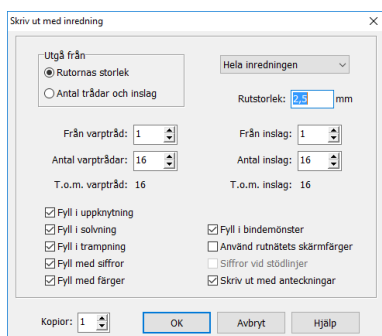 Skriv ut med inredning
Utgå från
Rutornas storlek
Antal trådar och inslag
Hela inredningen
Rutstorlek: 2,5 mm
Från varptråd: 1
Från inslag: 1
Antal varptrådar: 16
Antal inslag: 16
T.o.m. varptråd: 16
T.o.m. inslag: 16
Fyll i uppknytning
Fyll i solvning
Fyll i bindemönster
Fyll i trampning
Använd rutnätets skärmfärger
Fyll med siffror
Siffror vid stödlinjer
Fyll med färger
Skriv ut med anteckningar
Kopior: 1
OK
Avbryt
Hjälp